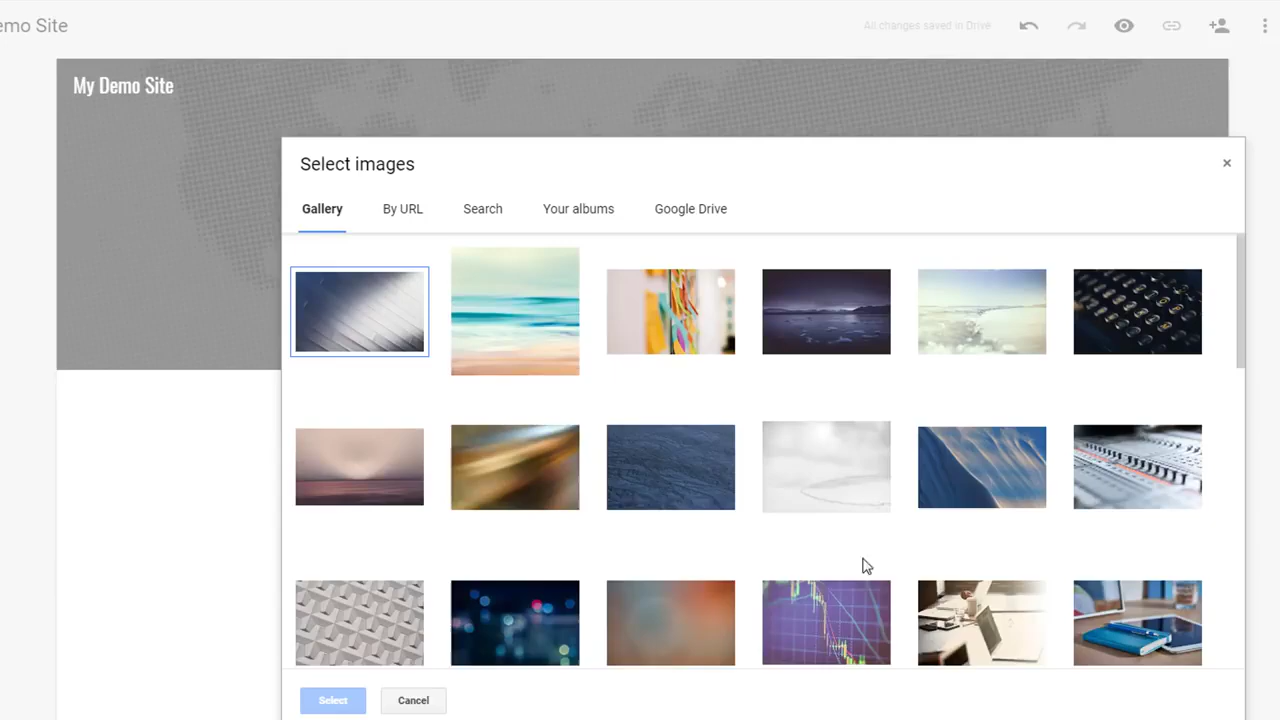 emo Site
All changes saved in Drive
My Demo Site
Select images
Gallery
By URL
Search
Your albums
Google Drive
Select
Cancel